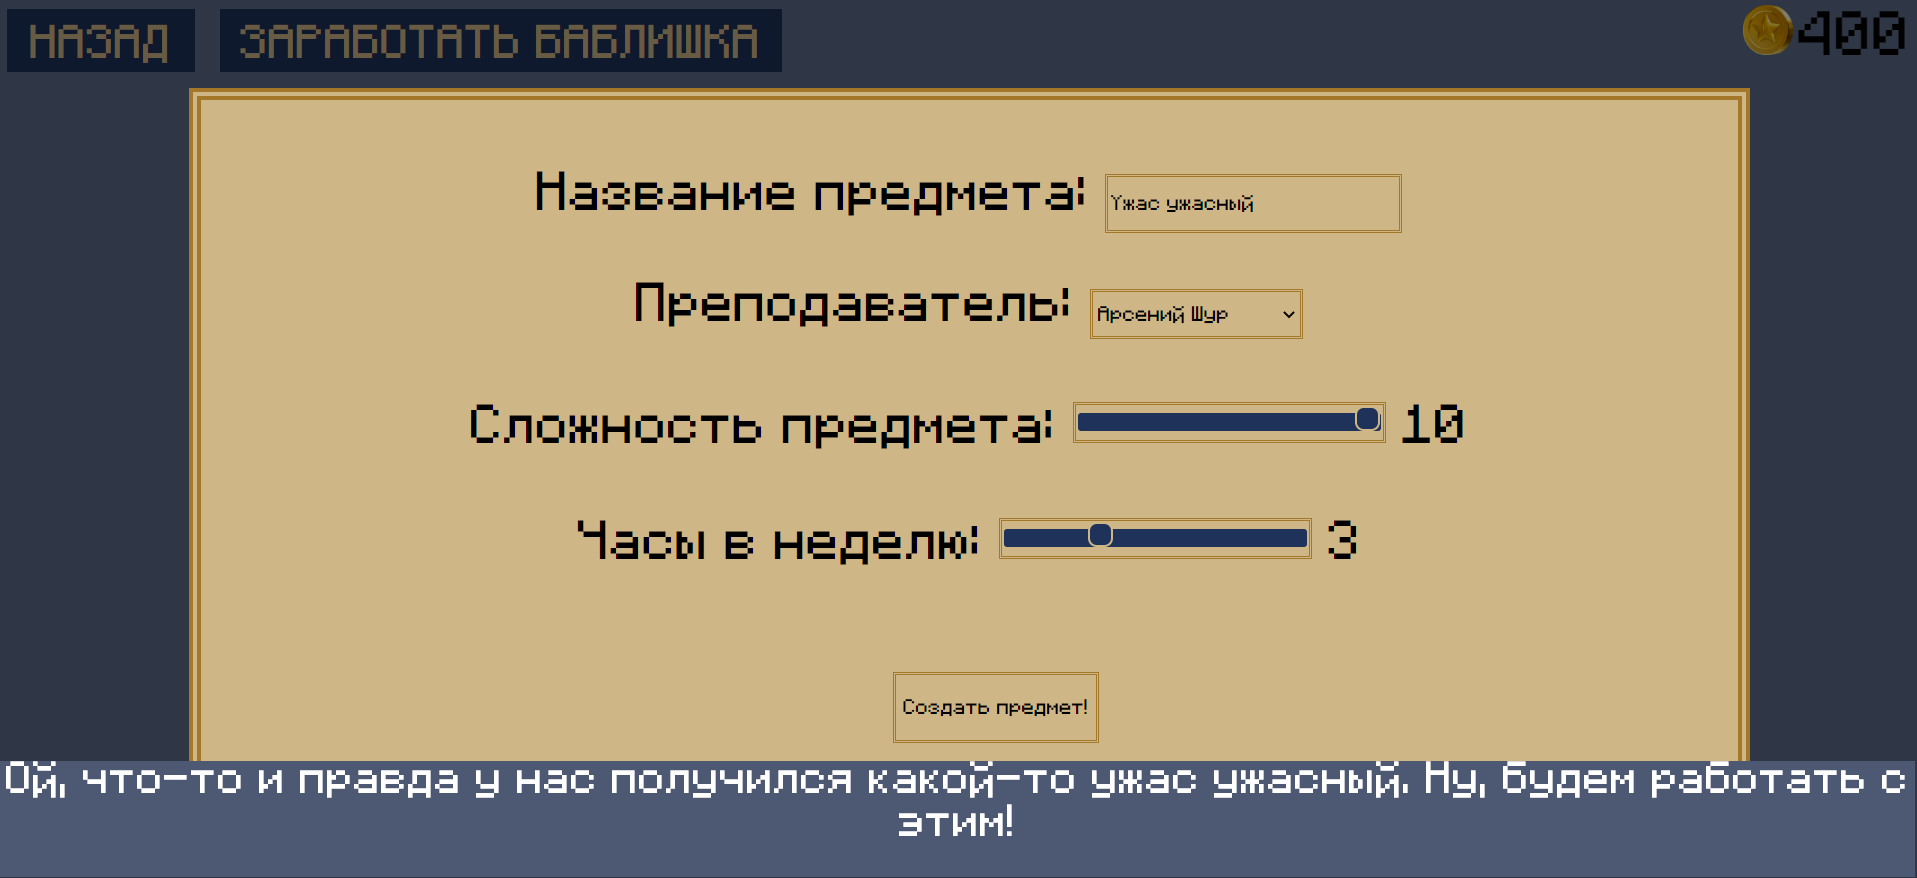 НАЗАД ЗАРАБОТАТЬ БАБЛИШКА 400
Название предмета: Ужас ужасный
Преподаватель: Арсений Шур
Сложность предмета: 10
Часы в неделю: 3
Создать предмет!
Ой, что-то и правда у нас получился какой-то ужас ужасный. Ну, будем работать с
этим!